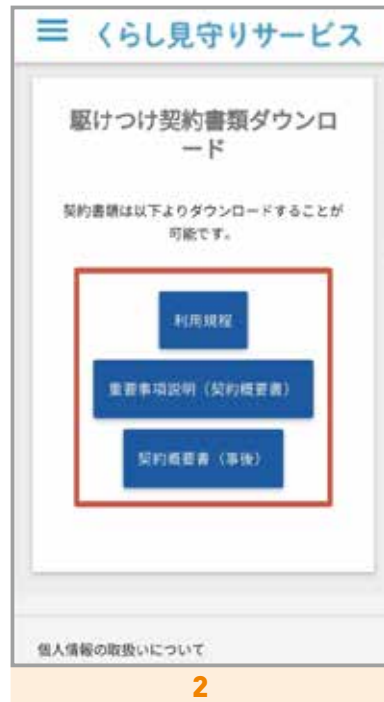 くらし見守りサービス
駆けつけ契約書類ダウンロ
ード
契約書類は以下よりダウンロードすることが
可能です。
利用規程
重要事項説明（契約概要書）
契約概要書（事後）
個人情報の取扱いについて
2